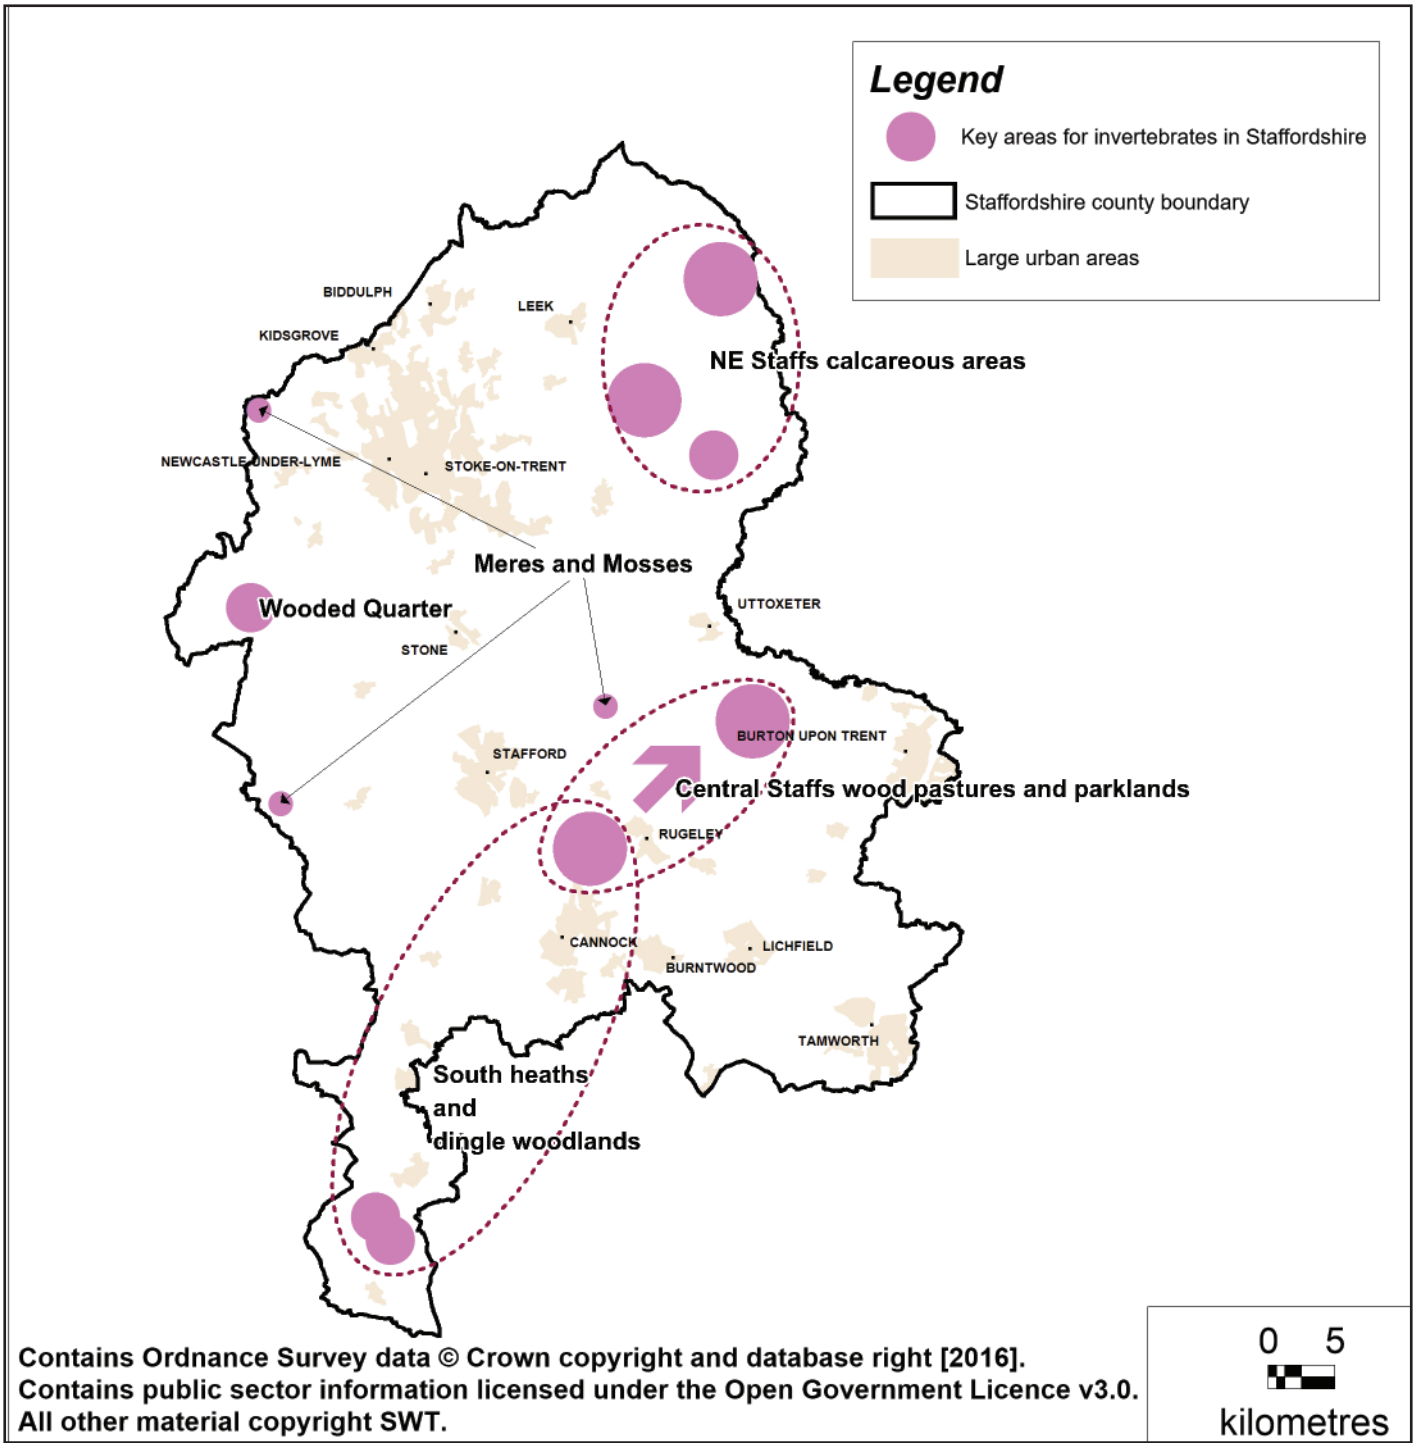 Legend
Key areas for invertebrates in Staffordshire
Staffordshire county boundary
Large urban areas
BIDDULPH
LEEK
KIDSGROVE
NE Staffs calcareous areas
NEWCASTLE-UNDER-LYME
STOKE-ON-TRENT
Meres and Mosses
Wooded Quarter
UTTOXETER
STONE
BURTON UPON TRENT
STAFFORD
Central Staffs wood pastures and parklands
RUGELEY
CANNOCK
LICHFIELD
BURNTWOOD
TAMWORTH
South heaths
and
dingle woodlands
0 5
kilometres
Contains Ordnance Survey data © Crown copyright and database right [2016].
Contains public sector information licensed under the Open Government Licence v3.0.
All other material copyright SWT.